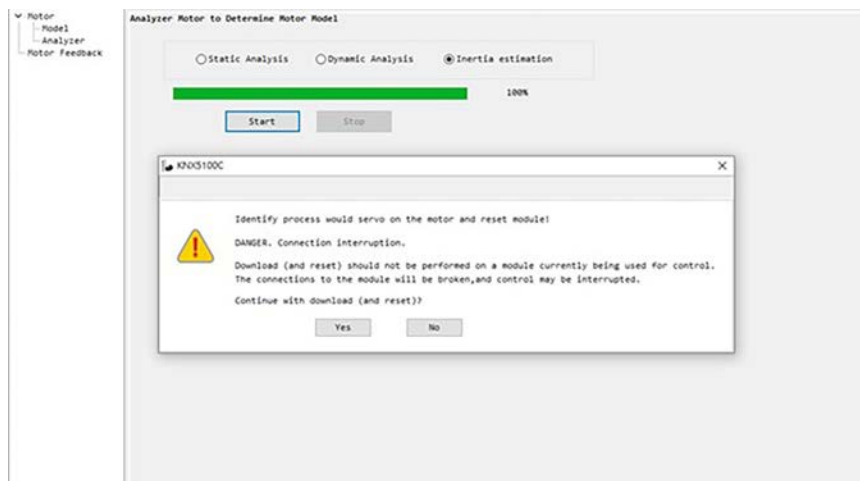 Motor
Model
Analyzer
Motor Feedback
Analyzer Motor to Determine Motor Model
Static Analysis
Dynamic Analysis
Inertia estimation
100%
Start
Stop
KNX5100C
Identify process would servo on the motor and reset module!
DANGER. Connection interruption.
Download (and reset) should not be performed on a module currently being used for control.
The connections to the module will be broken,and control may be interrupted.
Continue with download (and reset)?
Yes
No